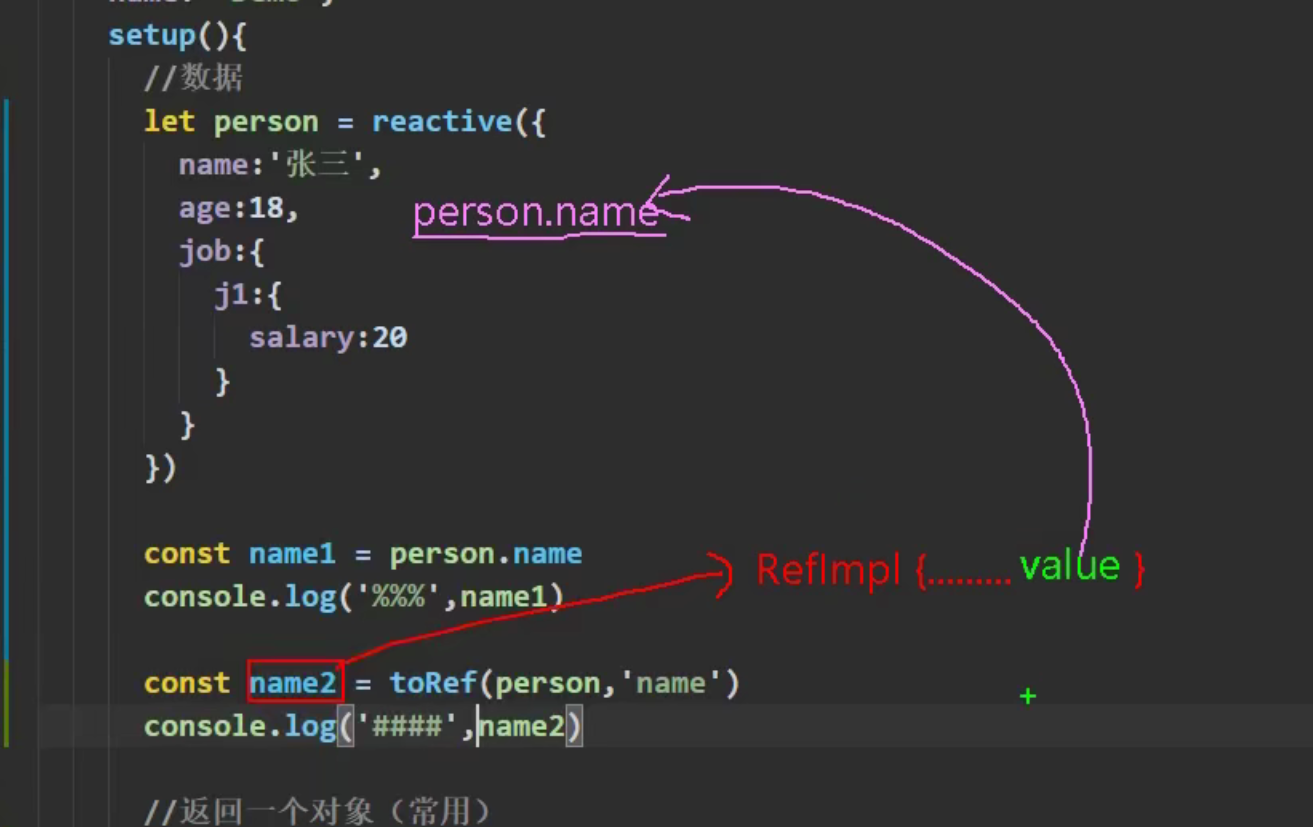 setup(){
//数据
let person = reactive({
name:'张三',
age:18,
person.name
job:{
j1:{
salary:20
}
}
})
const name1 = person.name
console.log('%%%',name1)
RefImpl {......... value }
const name2 = toRef(person,'name')
console.log('####',name2)
//返回一个对象（常用）